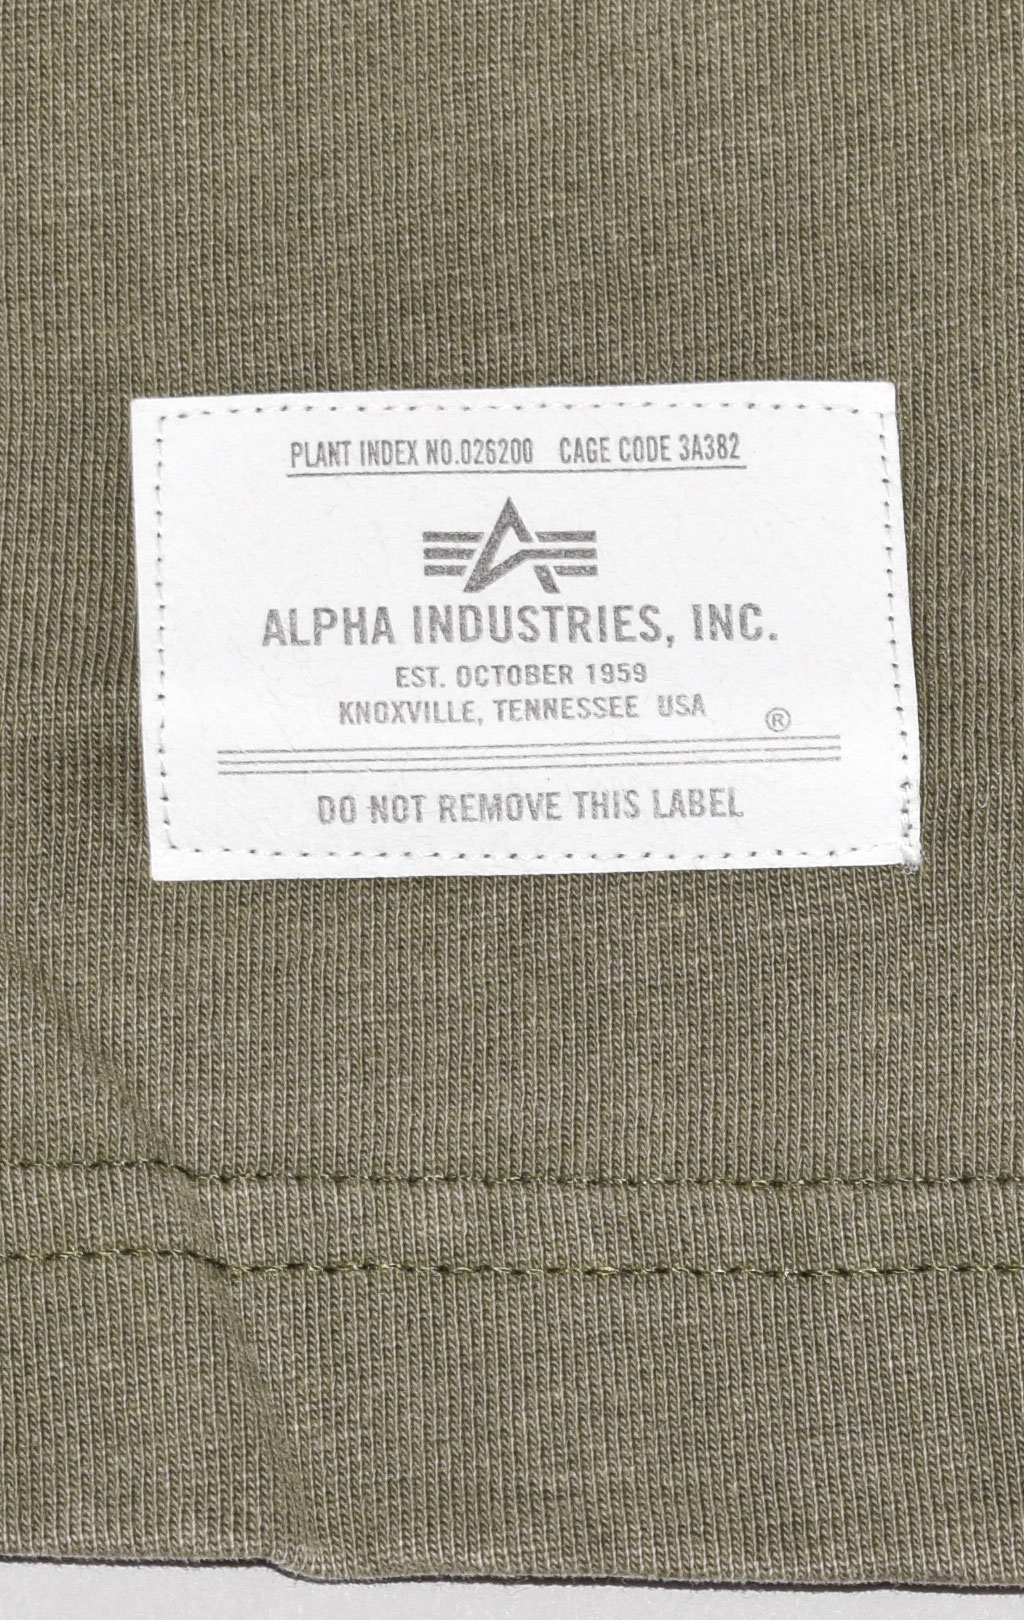 PLANT INDEX NO.026200 CAGE CODE 3A382
ALPHA INDUSTRIES, INC.
EST. OCTOBER 1959
KNOXVILLE, TENNESSEE USA
®
DO NOT REMOVE THIS LABEL